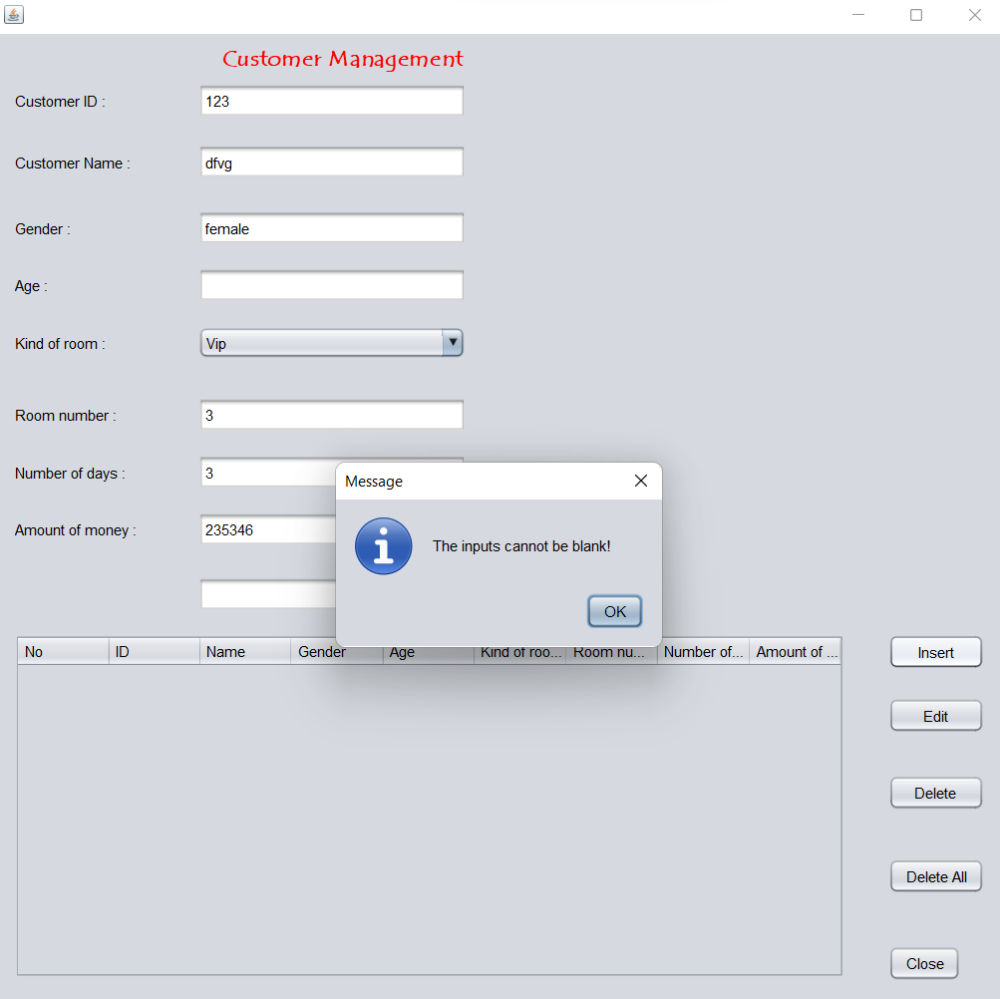 Customer Management
Customer ID : 123
Customer Name : dfvg
Gender : female
Age :
Kind of room : Vip
Room number : 3
Number of days : 3
Amount of money : 235346
Message
The inputs cannot be blank!
OK
No ID Name Gender Age Kind of roo... Room nu... Number of... Amount of ...
Insert
Edit
Delete
Delete All
Close